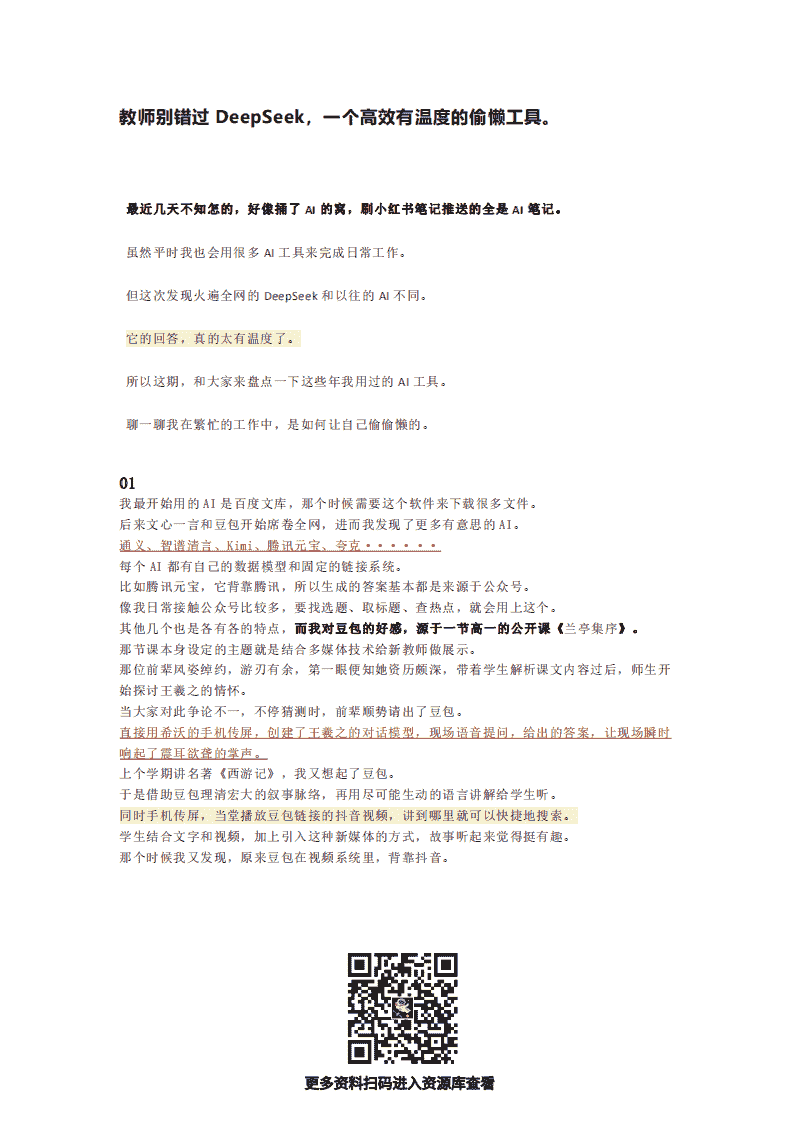 教师别错过 DeepSeek，一个高效有温度的偷懒工具。
最近几天不知怎的，好像捅了 AI 的窝，刷小红书笔记推送的全是 AI 笔记。
虽然平时我也会用很多 AI 工具来完成日常工作。
但这次发现火遍全网的 DeepSeek 和以往的 AI 不同。
它的回答，真的太有温度了。
所以这期，和大家来盘点一下这些年我用过的 AI 工具。
聊一聊我在繁忙的工作中，是如何让自己偷偷懒的。
01
我最开始用的 AI 是百度文库，那个时候需要这个软件来下载很多文件。
后来文心一言和豆包开始席卷全网，进而我发现了更多有意思的 AI。
通义、智谱清言、Kimi、腾讯元宝、夸克······
每个 AI 都有自己的数据模型和固定的链接系统。
比如腾讯元宝，它背靠腾讯，所以生成的答案基本都是来源于公众号。
像我日常接触公众号比较多，要找选题、取标题、查热点，就会用上这个。
其他几个也是各有各的特点，而我对豆包的好感，源于一节高一的公开课《兰亭集序》。
那节课本身设定的主题就是结合多媒体技术给新教师做展示。
那位前辈风姿绰约，游刃有余，第一眼便知她资历颇深，带着学生解析课文内容过后，师生开
始探讨王羲之的情怀。
当大家对此争论不一，不停猜测时，前辈顺势请出了豆包。
直接用希沃的手机传屏，创建了王羲之的对话模型，现场语音提问，给出的答案，让现场瞬时
响起了震耳欲聋的掌声。
上个学期讲名著《西游记》，我又想起了豆包。
于是借助豆包理清宏大的叙事脉络，再用尽可能生动的语言讲解给学生听。
同时手机传屏，当堂播放豆包链接的抖音视频，讲到哪里就可以快捷地搜索。
学生结合文字和视频，加上引入这种新媒体的方式，故事听起来觉得挺有趣。
那个时候我又发现，原来豆包在视频系统里，背靠抖音。
更多资料扫码进入资源库查看